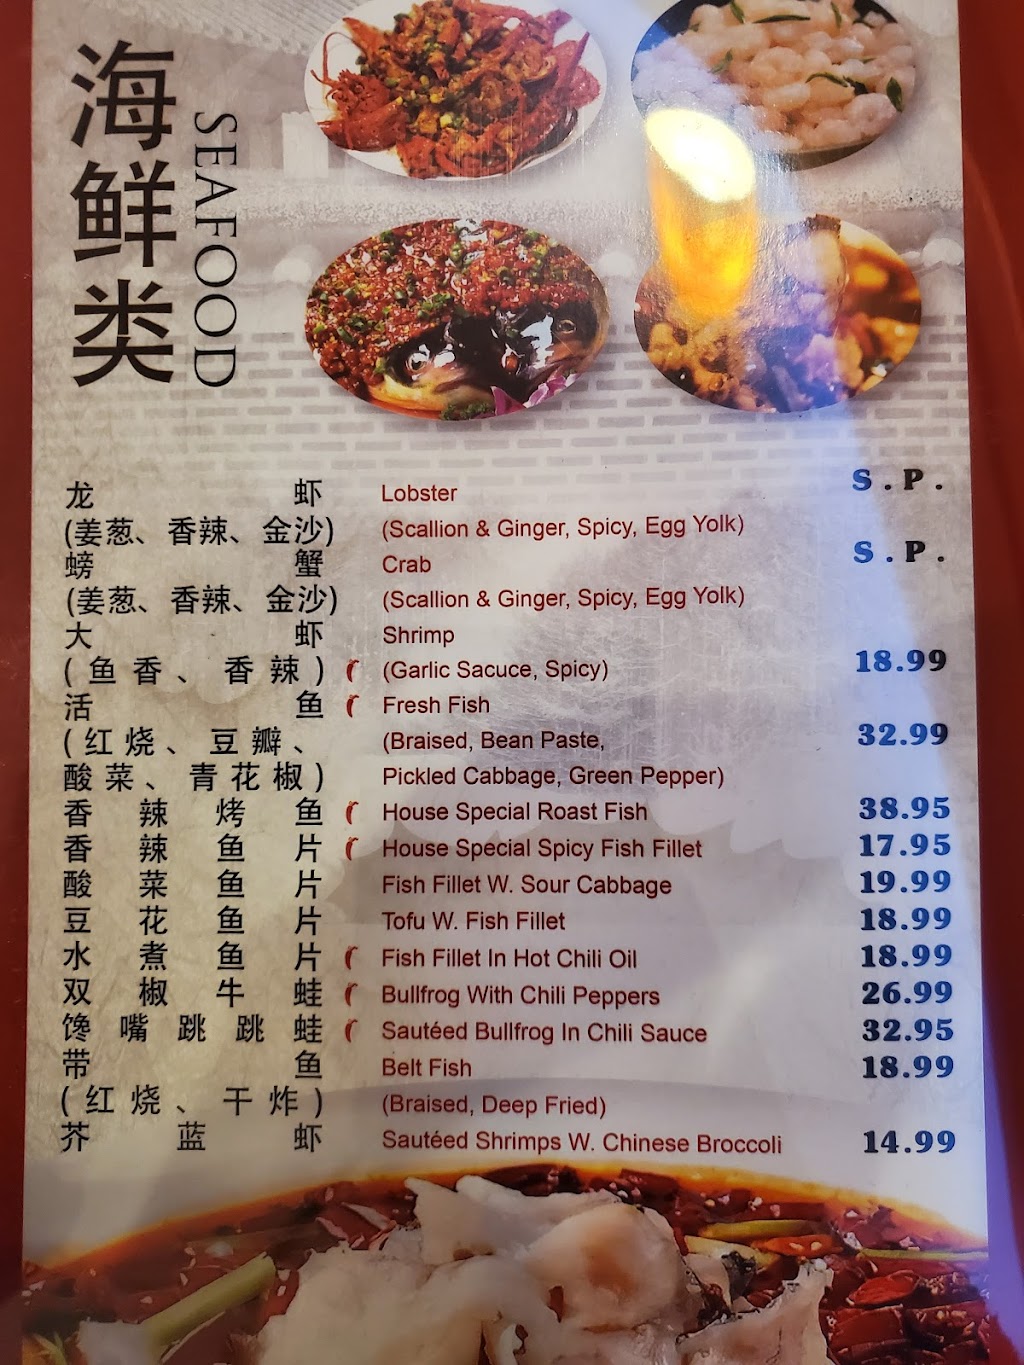 海鲜类
SEAFOOD
龙虾 Lobster S.P.
(姜葱、香辣、金沙) (Scallion & Ginger, Spicy, Egg Yolk)
螃蟹 Crab S.P.
(姜葱、香辣、金沙) (Scallion & Ginger, Spicy, Egg Yolk)
大虾 Shrimp
(鱼香、香辣) (Garlic Sacuce, Spicy) 18.99
活鱼 Fresh Fish
(红烧、豆瓣、 (Braised, Bean Paste, 32.99
酸菜、青花椒) Pickled Cabbage, Green Pepper)
香辣烤鱼 House Special Roast Fish 38.95
香辣鱼片 House Special Spicy Fish Fillet 17.95
酸菜鱼片 Fish Fillet W. Sour Cabbage 19.99
豆花鱼片 Tofu W. Fish Fillet 18.99
水煮鱼片 Fish Fillet In Hot Chili Oil 18.99
双椒牛蛙 Bullfrog With Chili Peppers 26.99
馋嘴跳跳蛙 Sautéed Bullfrog In Chili Sauce 32.95
带鱼 Belt Fish 18.99
(红烧、干炸) (Braised, Deep Fried)
芥蓝虾 Sautéed Shrimps W. Chinese Broccoli 14.99